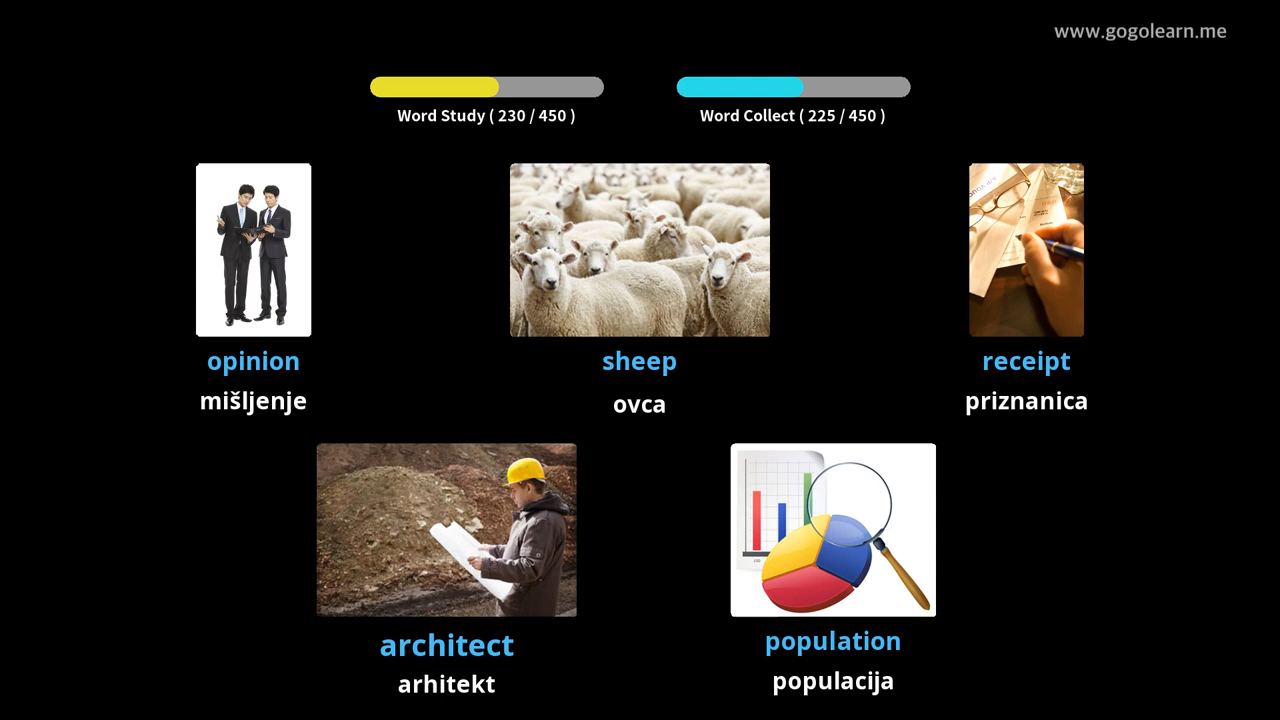 www.gogolearn.me
Word Study ( 230 / 450 )
Word Collect ( 225 / 450 )
opinion
mišljenje
sheep
ovca
receipt
priznanica
architect
arhitekt
population
populacija